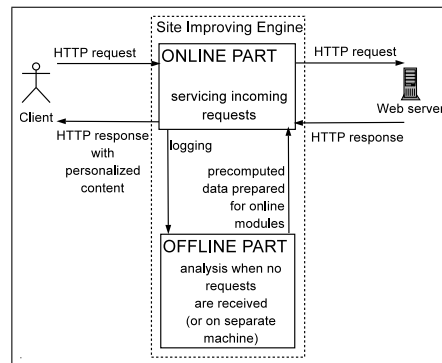 Site Improving Engine
HTTP request
ONLINE PART
HTTP request
servicing incoming
requests
Client
Web server
HTTP response
with
personalized
content
HTTP response
logging
precomputed
data prepared
for online
modules
OFFLINE PART
analysis when no
requests
are received
(or on separate
machine)